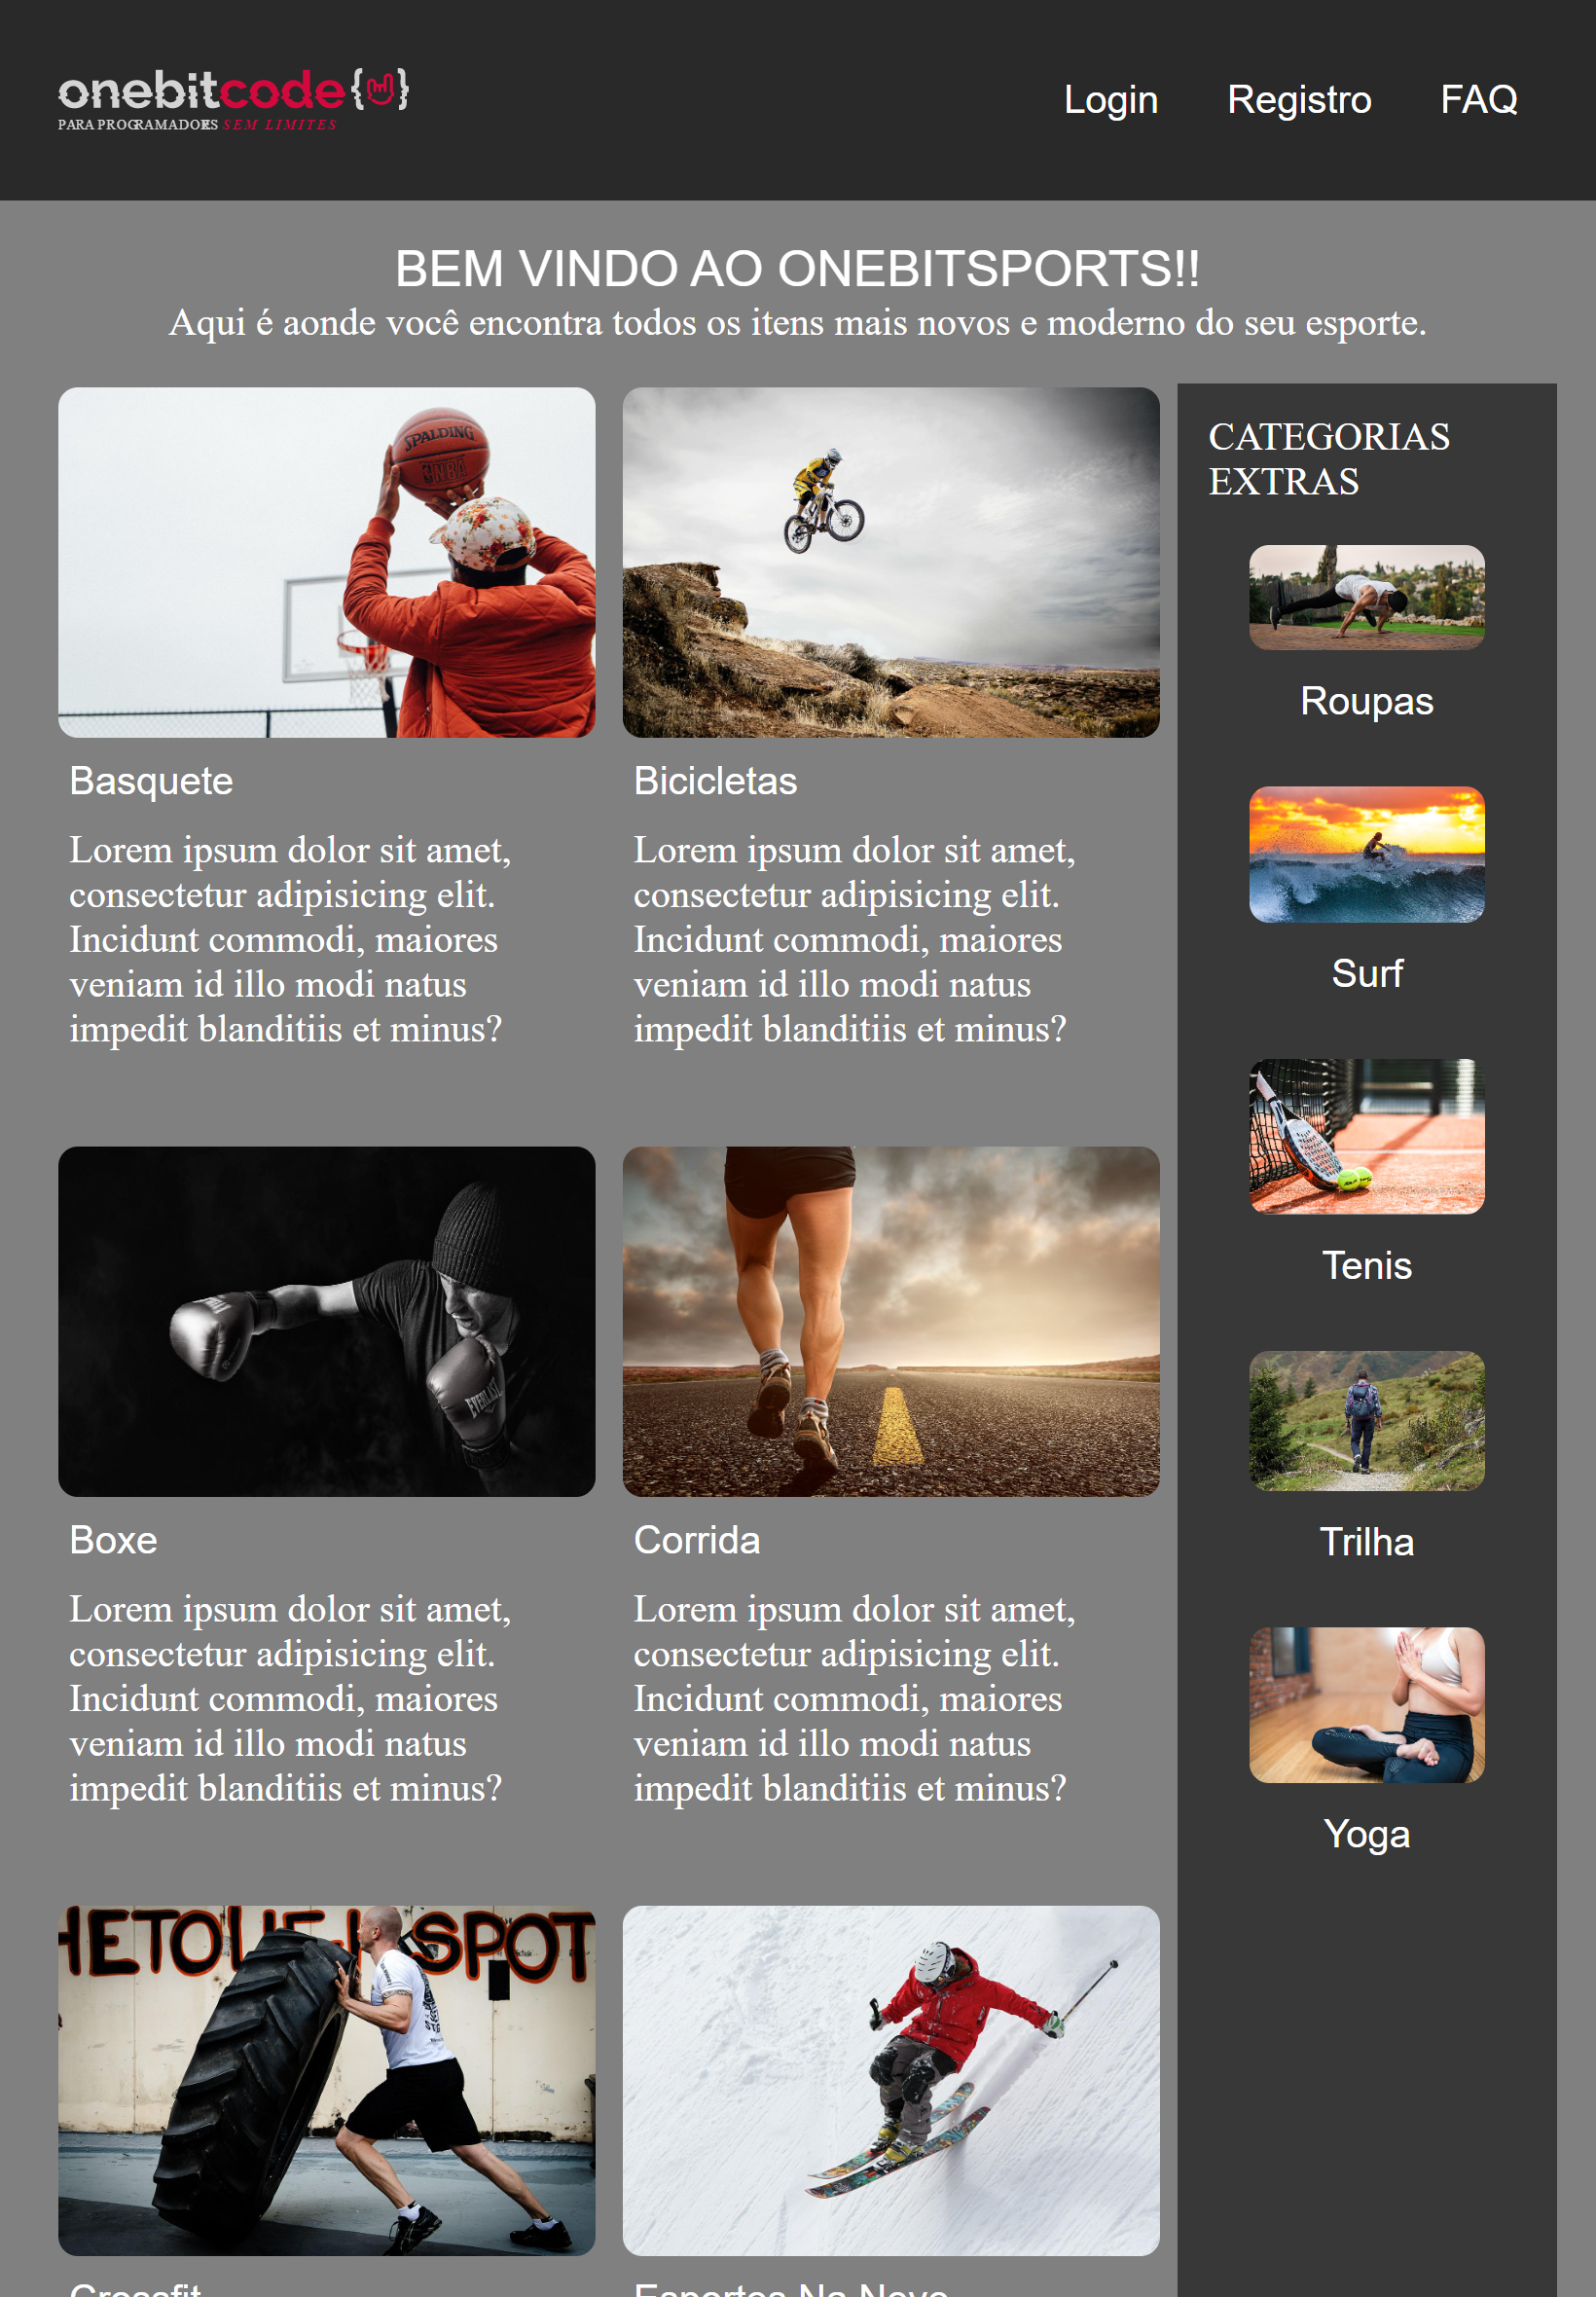 onebitcode{}
PARA PROGRAMADORES SEM LIMITES
Login
Registro
FAQ
BEM VINDO AO ONEBITSPORTS!!
Aqui é aonde você encontra todos os itens mais novos e moderno do seu esporte.
SPALDING
NBA
Basquete
Lorem ipsum dolor sit amet,
consectetur adipisicing elit.
Incidunt commodi, maiores
veniam id illo modi natus
impedit blanditiis et minus?
Bicicletas
Lorem ipsum dolor sit amet,
consectetur adipisicing elit.
Incidunt commodi, maiores
veniam id illo modi natus
impedit blanditiis et minus?
EVERLAST
Boxe
Lorem ipsum dolor sit amet,
consectetur adipisicing elit.
Incidunt commodi, maiores
veniam id illo modi natus
impedit blanditiis et minus?
Corrida
Lorem ipsum dolor sit amet,
consectetur adipisicing elit.
Incidunt commodi, maiores
veniam id illo modi natus
impedit blanditiis et minus?
SPOT
Crossfit
Esportes Na Neve
CATEGORIAS
EXTRAS
Roupas
Surf
Tenis
Trilha
Yoga